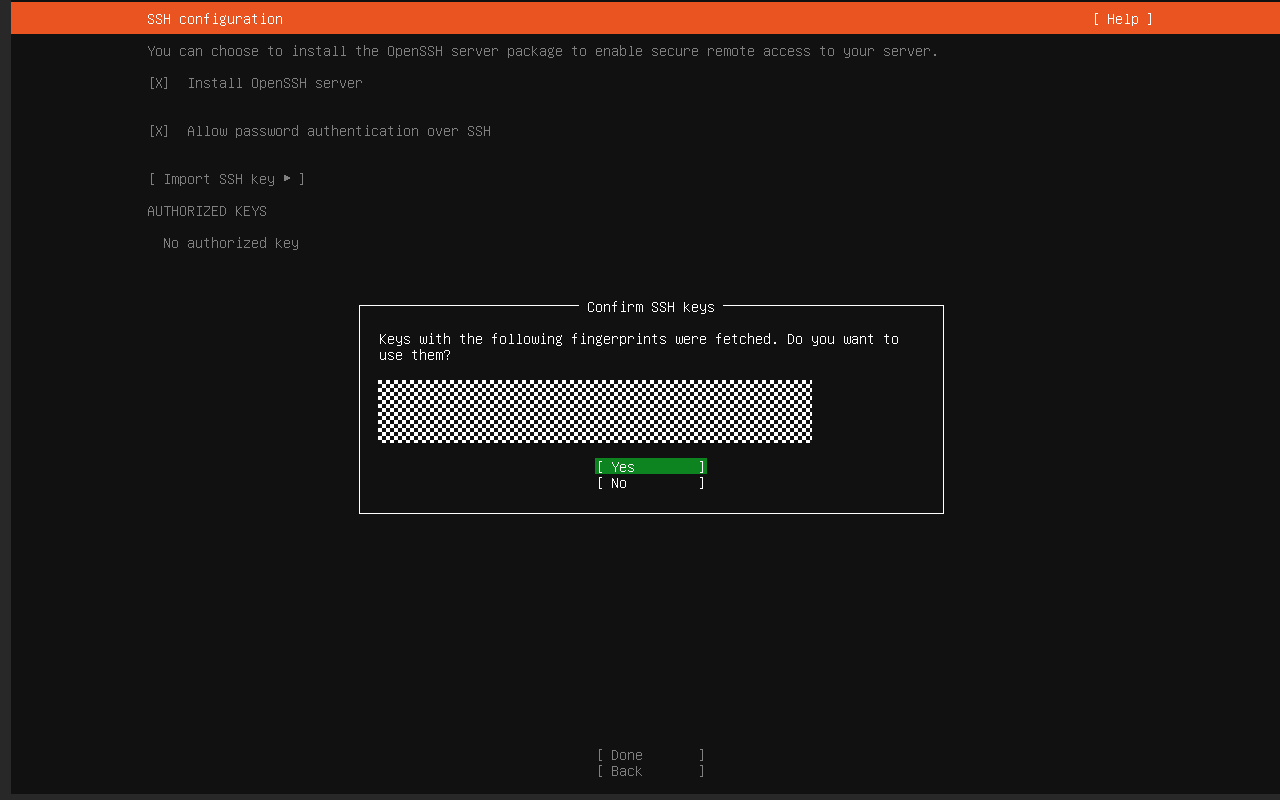 SSH configuration [ Help ]
You can choose to install the OpenSSH server package to enable secure remote access to your server.
[X] Install OpenSSH server
[X] Allow password authentication over SSH
[ Import SSH key ▸ ]
AUTHORIZED KEYS
No authorized key
Confirm SSH keys
Keys with the following fingerprints were fetched. Do you want to
use them?
[ Yes ]
[ No ]
[ Done ]
[ Back ]